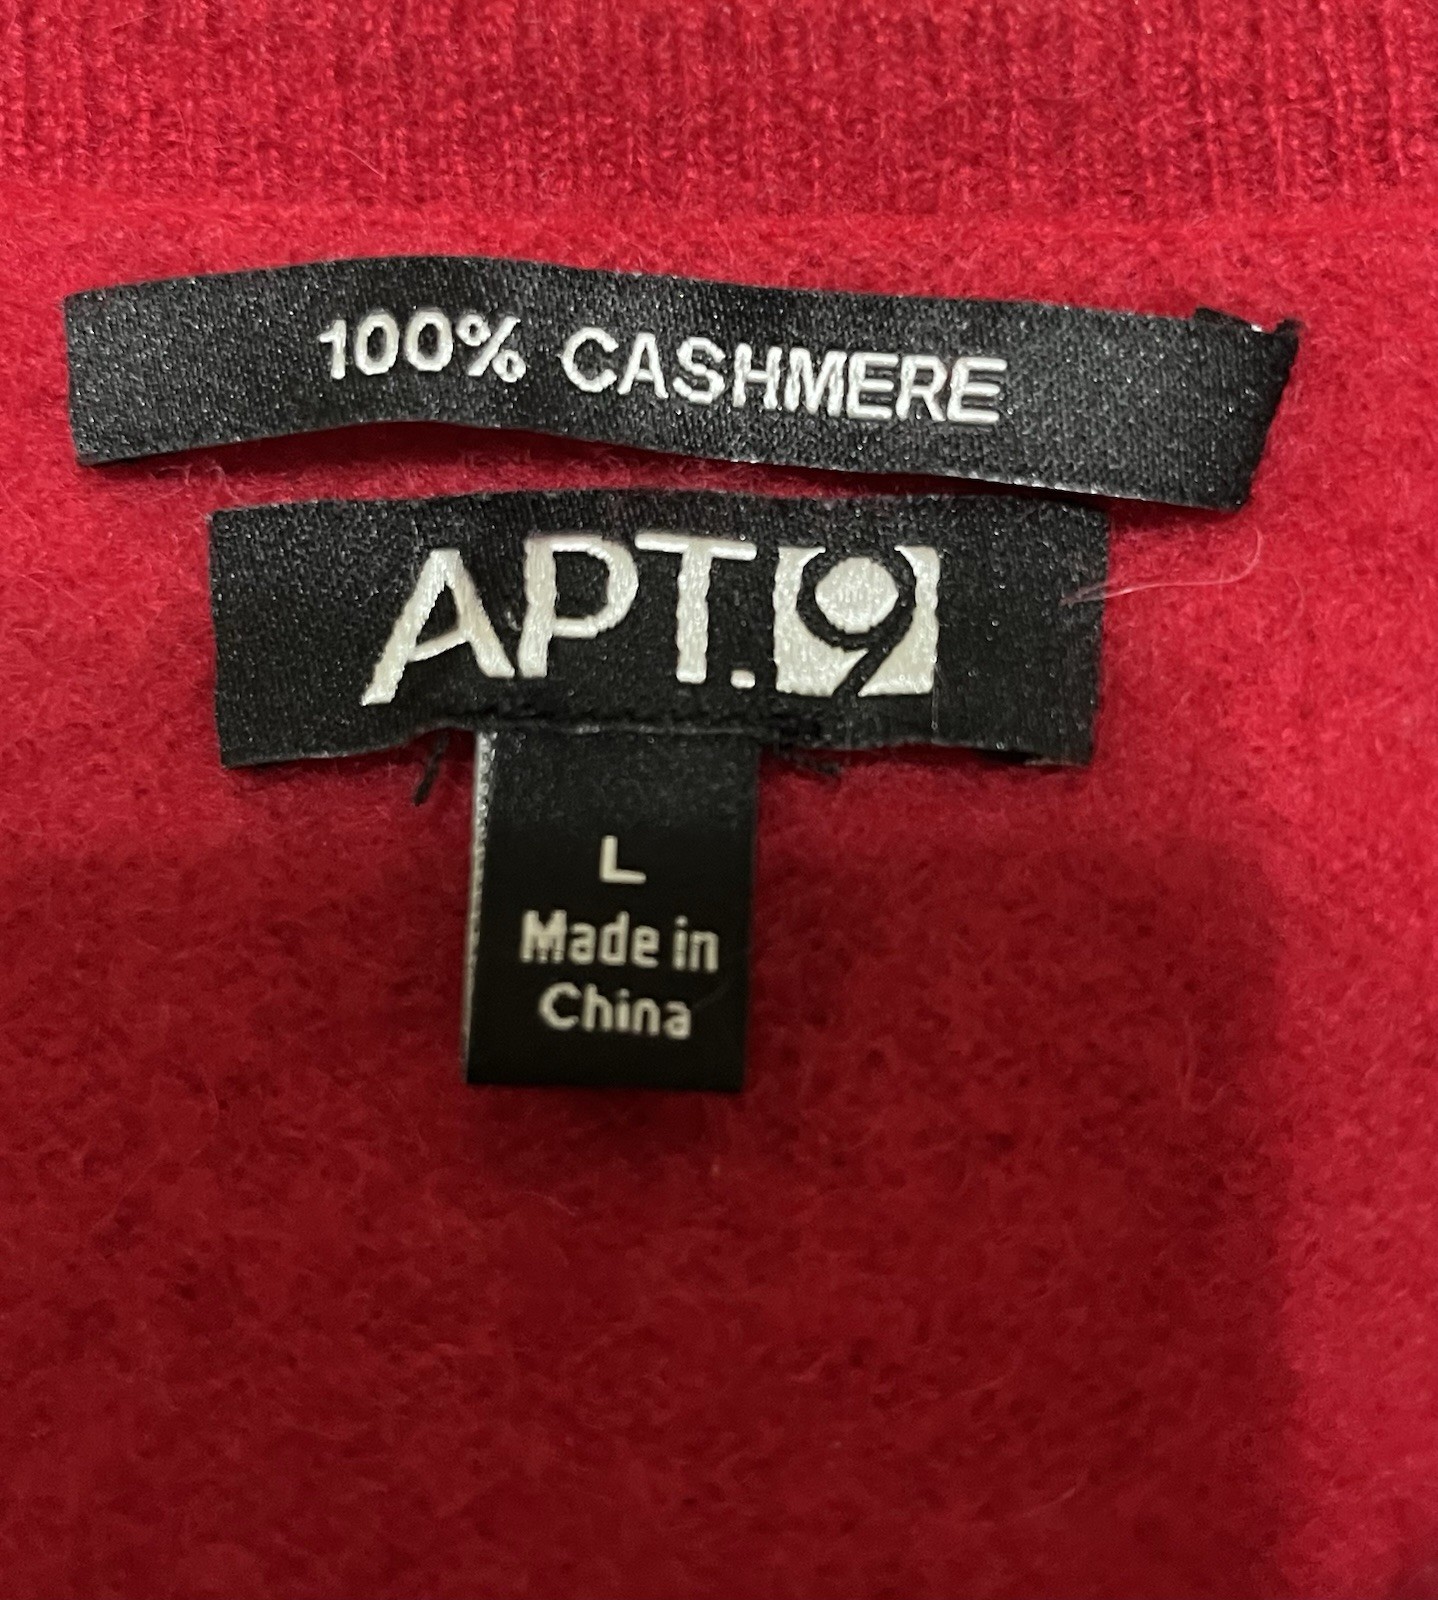 100% CASHMERE
APT.9
L
Made in
China